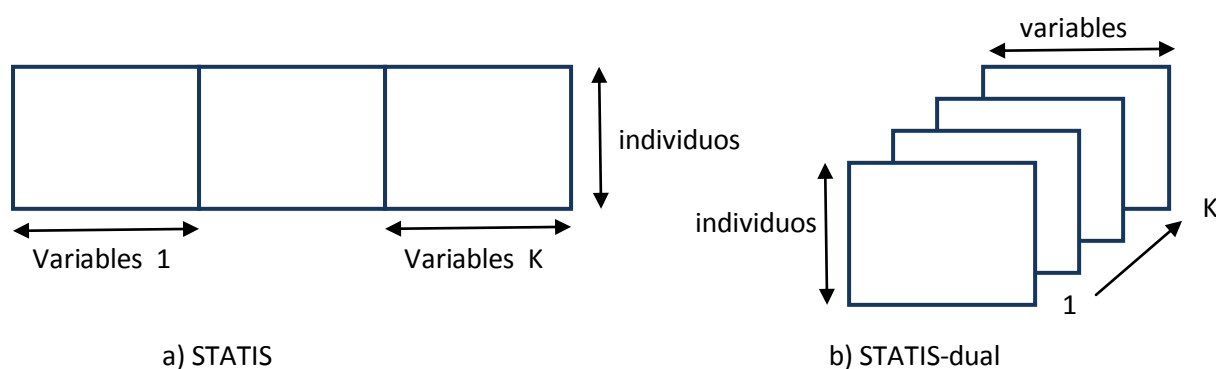 individuos
Variables 1
Variables K
a) STATIS
variables
individuos
K
1
b) STATIS-dual